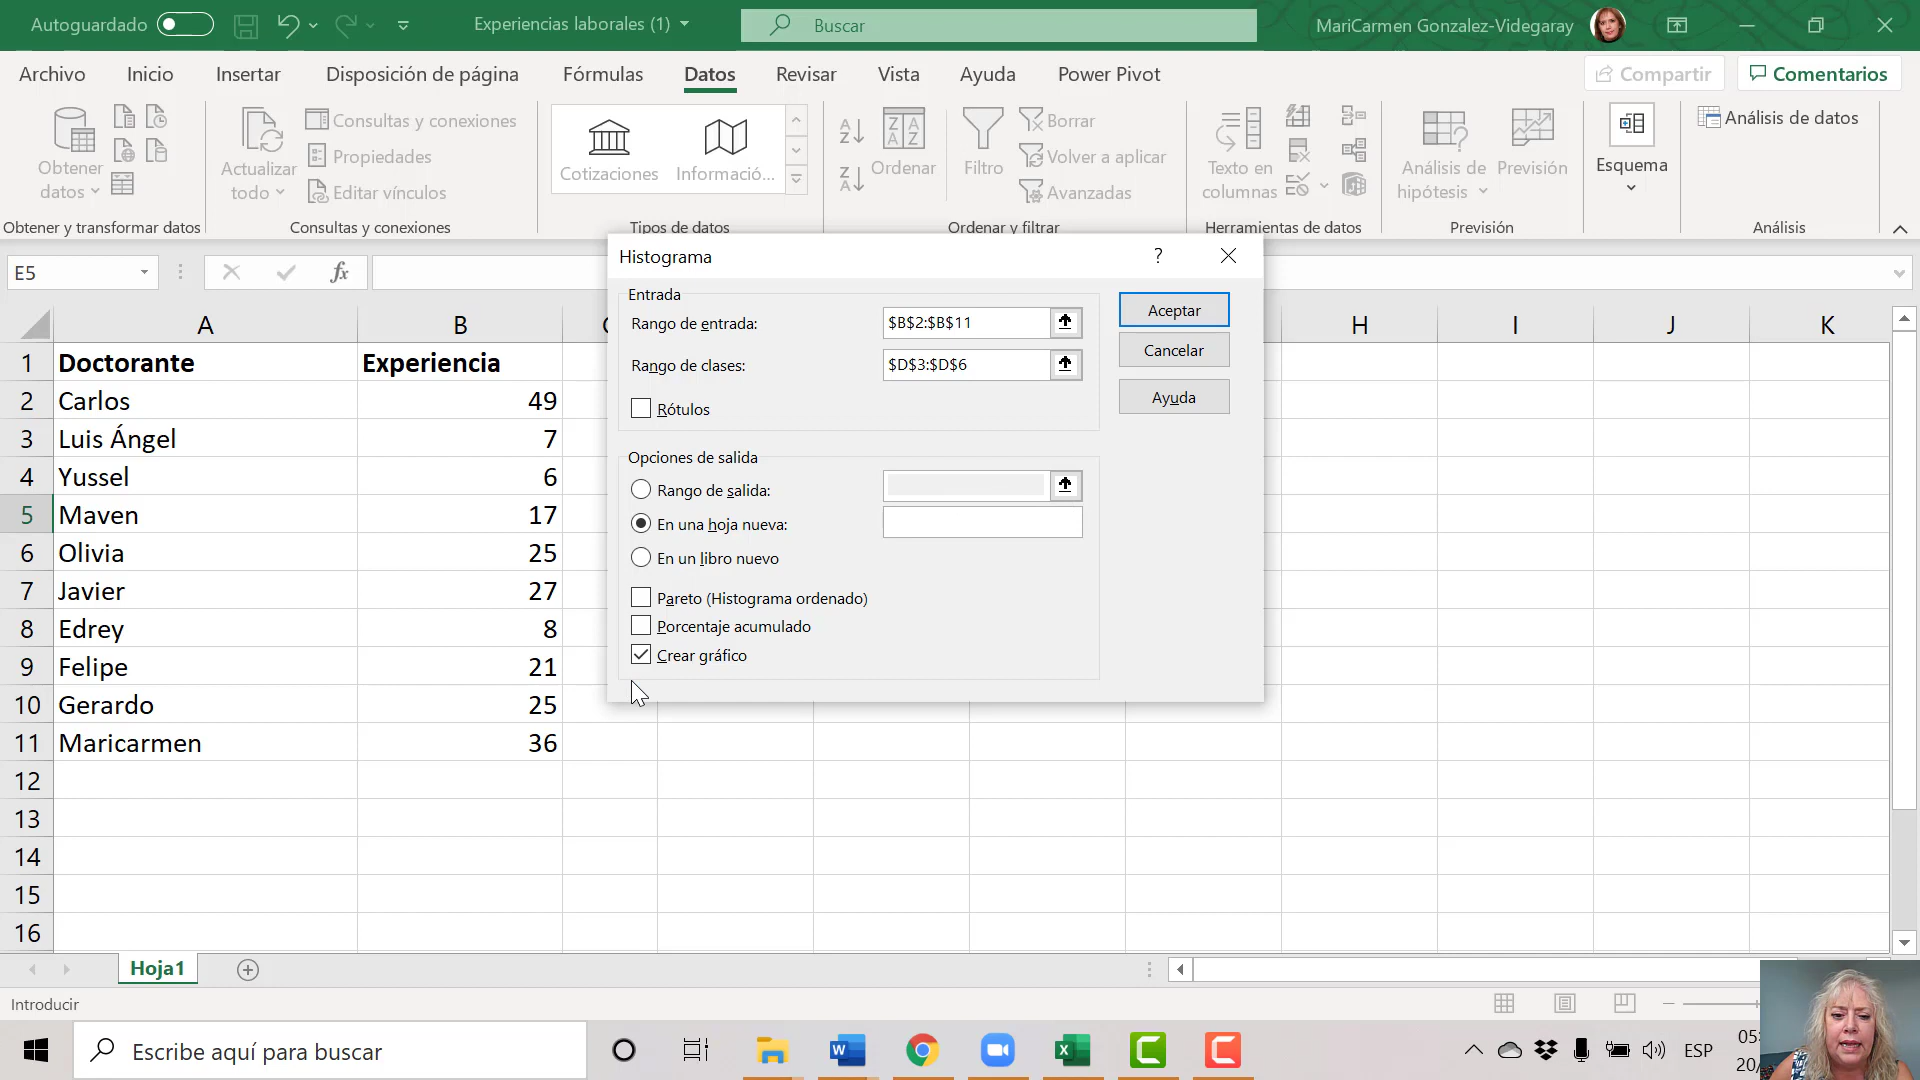 Autoguardado
Experiencias laborales (1)
Buscar
MariCarmen Gonzalez-Videgaray
Archivo
Inicio
Insertar
Disposición de página
Fórmulas
Datos
Revisar
Vista
Ayuda
Power Pivot
Compartir
Comentarios
Obtener
datos
Obtener y transformar datos
Actualizar
todo
Consultas y conexiones
Propiedades
Editar vínculos
Consultas y conexiones
Cotizaciones
Informació...
Tipos de datos
Ordenar
Filtro
Borrar
Volver a aplicar
Avanzadas
Ordenar y filtrar
Texto en
columnas
Herramientas de datos
Análisis de
hipótesis
Previsión
Previsión
Esquema
Análisis de datos
Análisis
E5
fx
Histograma
?
Entrada
Rango de entrada:
$B$2:$B$11
Rango de clases:
$D$3:$D$6
Rótulos
Opciones de salida
Rango de salida:
En una hoja nueva:
En un libro nuevo
Pareto (Histograma ordenado)
Porcentaje acumulado
Crear gráfico
Aceptar
Cancelar
Ayuda
A B H I J K
1 Doctorante Experiencia
2 Carlos 49
3 Luis Ángel 7
4 Yussel 6
5 Maven 17
6 Olivia 25
7 Javier 27
8 Edrey 8
9 Felipe 21
10 Gerardo 25
11 Maricarmen 36
12
13
14
15
16
Hoja1
Introducir
Escribe aquí para buscar
ESP